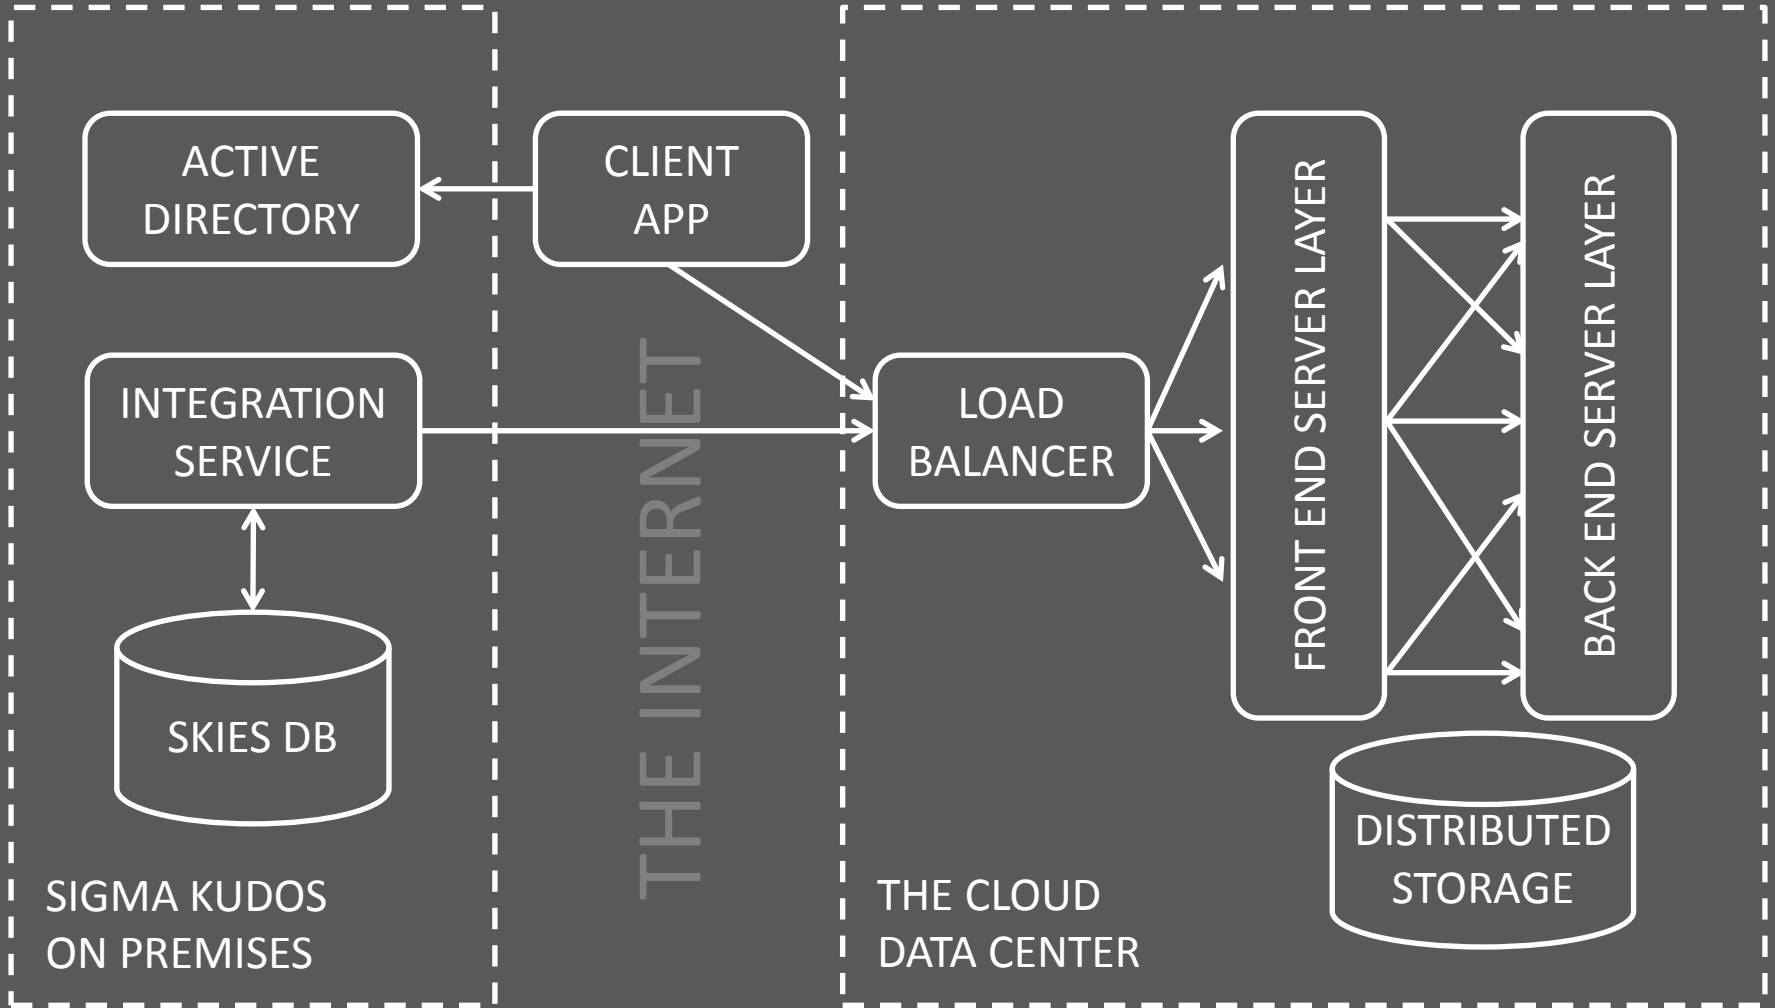 ACTIVE
DIRECTORY
CLIENT
APP
INTEGRATION
SERVICE
SKIES DB
SIGMA KUDOS
ON PREMISES
THE INTERNET
LOAD
BALANCER
FRONT END SERVER LAYER
BACK END SERVER LAYER
DISTRIBUTED
STORAGE
THE CLOUD
DATA CENTER